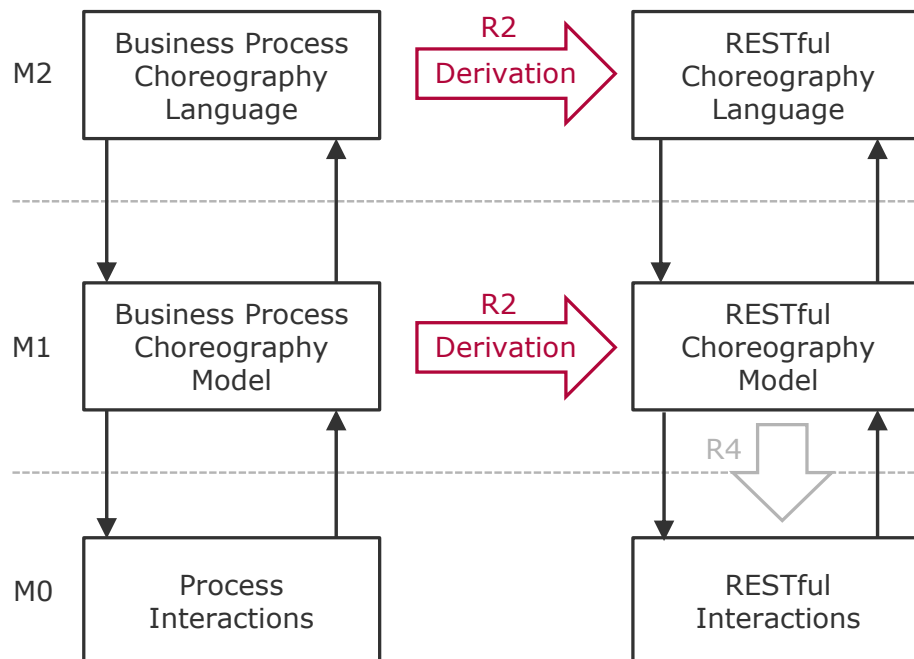 M2
Business Process
Choreography
Language
R2
Derivation
RESTful
Choreography
Language
M1
Business Process
Choreography
Model
R2
Derivation
RESTful
Choreography
Model
R4
M0
Process
Interactions
RESTful
Interactions